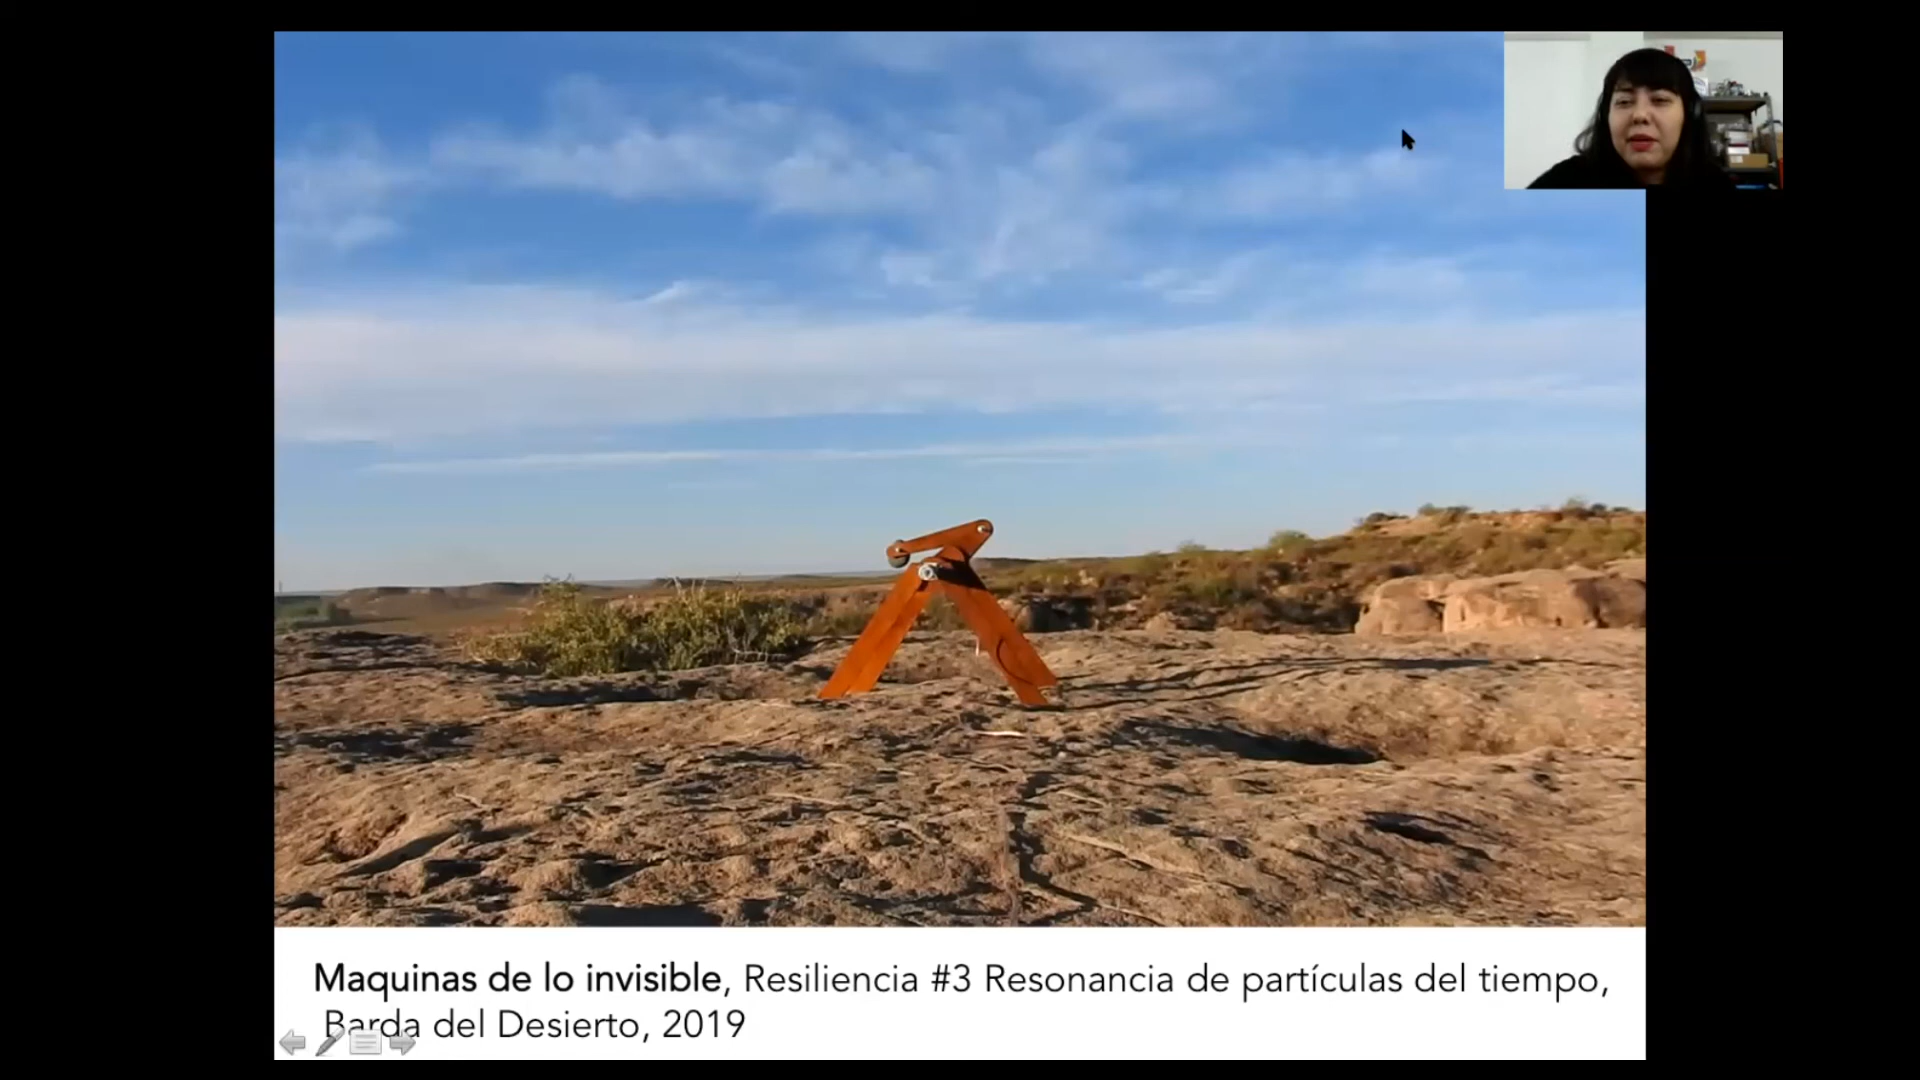 Maquinas de lo invisible, Resiliencia #3 Resonancia de partículas del tiempo,
Barda del Desierto, 2019